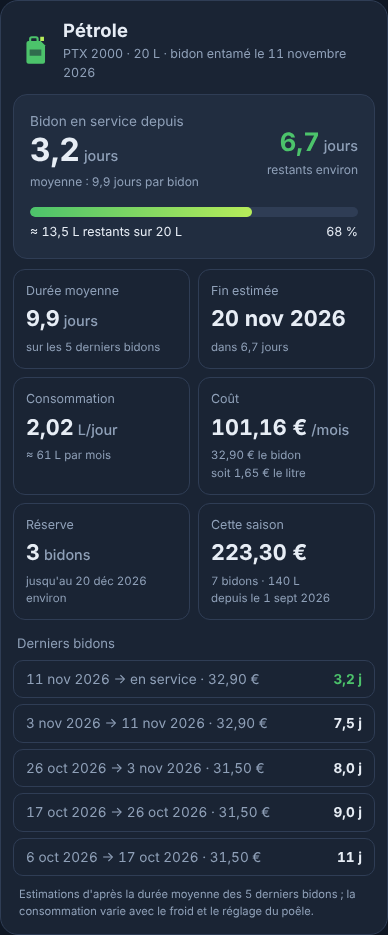 Pétrole
PTX 2000 · 20 L · bidon entamé le 11 novembre
2026
Bidon en service depuis
3,2 jours
moyenne : 9,9 jours par bidon
6,7 jours
restants environ
≈ 13,5 L restants sur 20 L
68 %
Durée moyenne
9,9 jours
sur les 5 derniers bidons
Fin estimée
20 nov 2026
dans 6,7 jours
Consommation
2,02 L/jour
≈ 61 L par mois
Coût
101,16 € /mois
32,90 € le bidon
soit 1,65 € le litre
Réserve
3 bidons
jusqu'au 20 déc 2026
environ
Cette saison
223,30 €
7 bidons · 140 L
depuis le 1 sept 2026
Derniers bidons
11 nov 2026 → en service · 32,90 € 3,2 j
3 nov 2026 → 11 nov 2026 · 32,90 € 7,5 j
26 oct 2026 → 3 nov 2026 · 31,50 € 8,0 j
17 oct 2026 → 26 oct 2026 · 31,50 € 9,0 j
6 oct 2026 → 17 oct 2026 · 31,50 € 11 j
Estimations d'après la durée moyenne des 5 derniers bidons ; la
consommation varie avec le froid et le réglage du poêle.